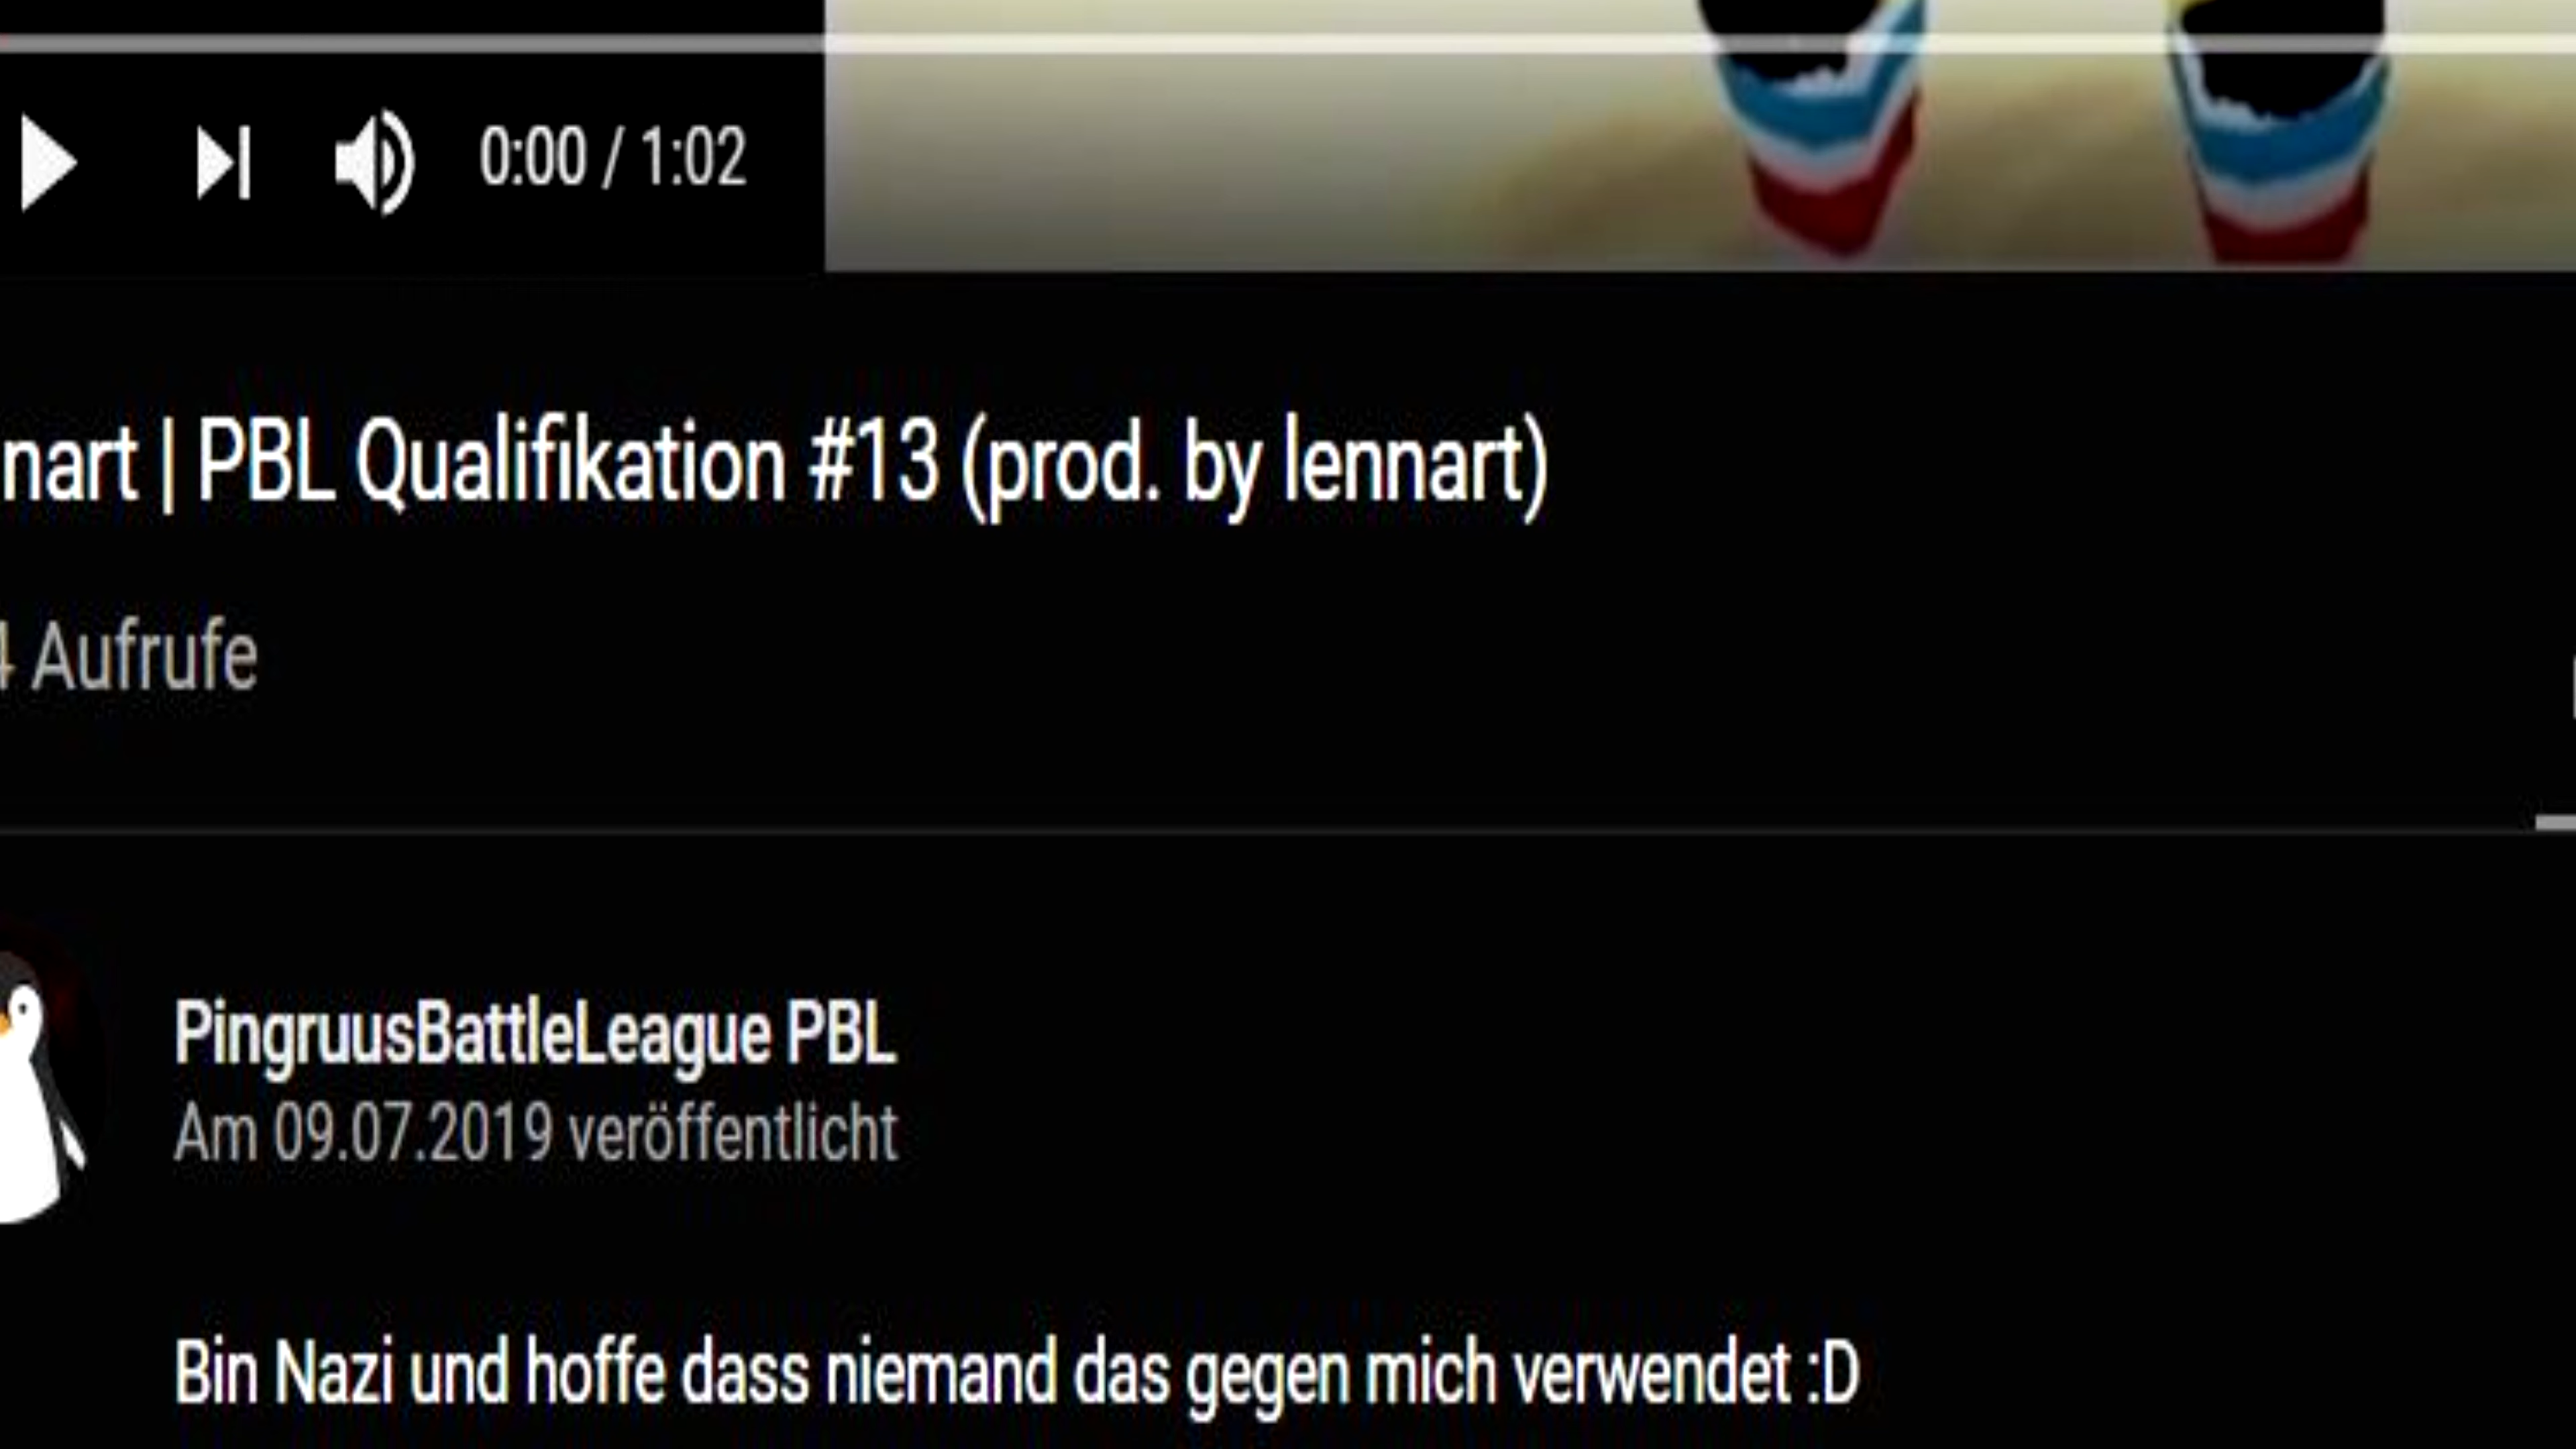 0:00 / 1:02
nart | PBL Qualifikation #13 (prod. by lennart)
4 Aufrufe
PingruusBattleLeague PBL
Am 09.07.2019 veröffentlicht
Bin Nazi und hoffe dass niemand das gegen mich verwendet :D